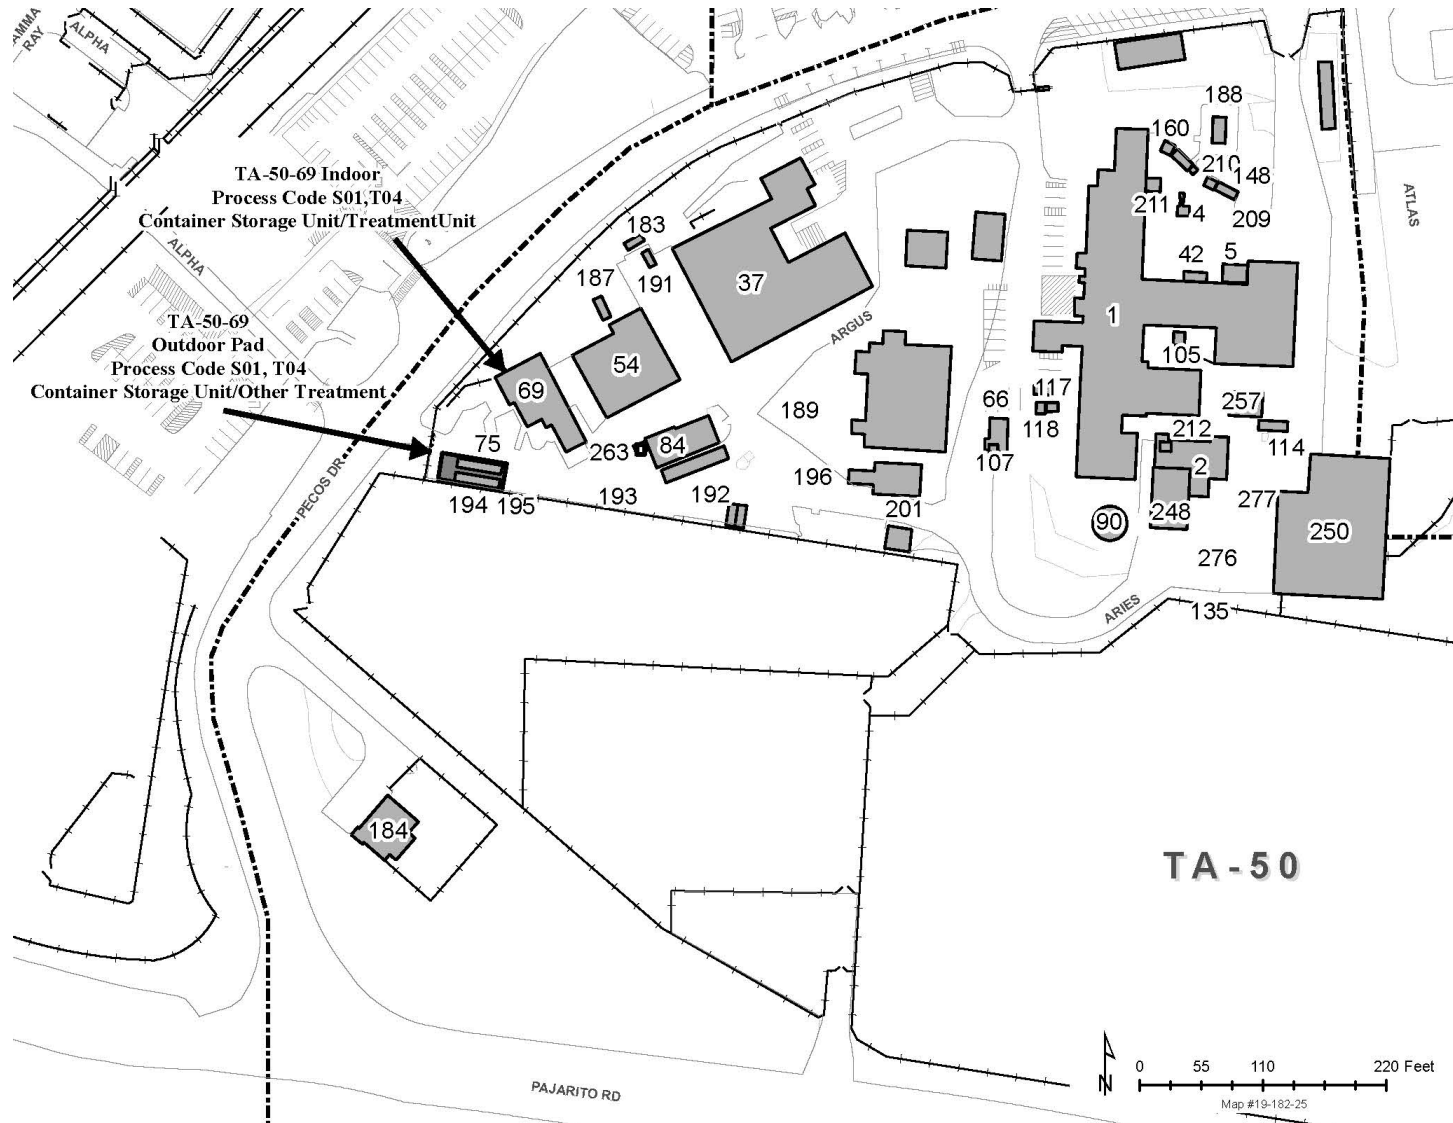 AMMA
RAY
ALPHA
TA-50-69 Indoor
Process Code S01,T04
Container Storage Unit/TreatmentUnit
ALPHA
TA-50-69
Outdoor Pad
Process Code S01, T04
Container Storage Unit/Other Treatment
188
160
210
148
211
4
209
ATLAS
183
191
187
37
42
5
1
ARGUS
54
105
69
189
66
117
257
118
212
114
75
263
84
107
2
PECOS DR
194
195
193
192
196
201
90
248
277
250
276
ARIES
135
184
TA-50
N
0
55
110
220 Feet
Map #19-182-25
PAJARITO RD